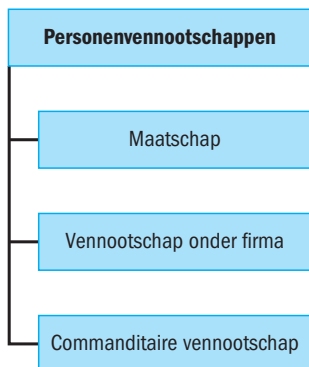 Personenvennootschappen
Maatschap
Vennootschap onder firma
Commanditaire vennootschap